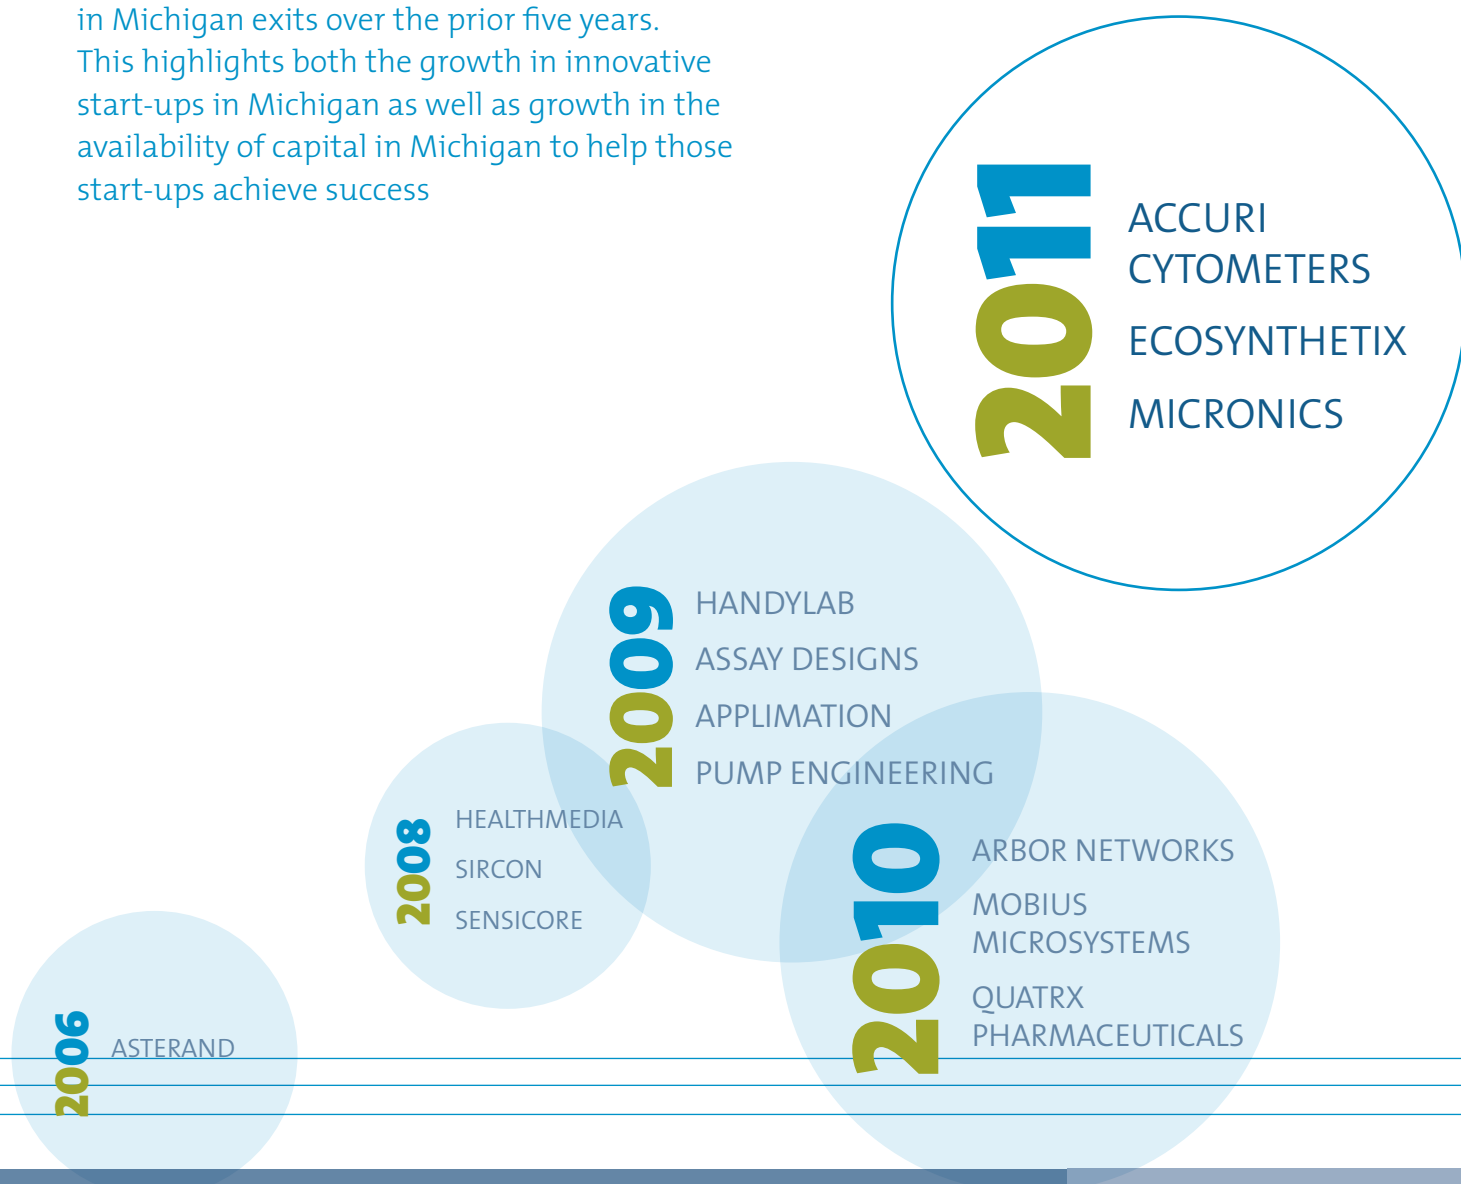 in Michigan exits over the prior five years.
This highlights both the growth in innovative
start-ups in Michigan as well as growth in the
availability of capital in Michigan to help those
start-ups achieve success
2011
ACCURI
CYTOMETERS
ECOSYNTHETIX
MICRONICS
2009
HANDYLAB
ASSAY DESIGNS
APPLIMATION
PUMP ENGINEERING
2008
HEALTHMEDIA
SIRCON
SENSICORE
2010
ARBOR NETWORKS
MOBIUS
MICROSYSTEMS
QUATRX
PHARMACEUTICALS
2006
ASTERAND